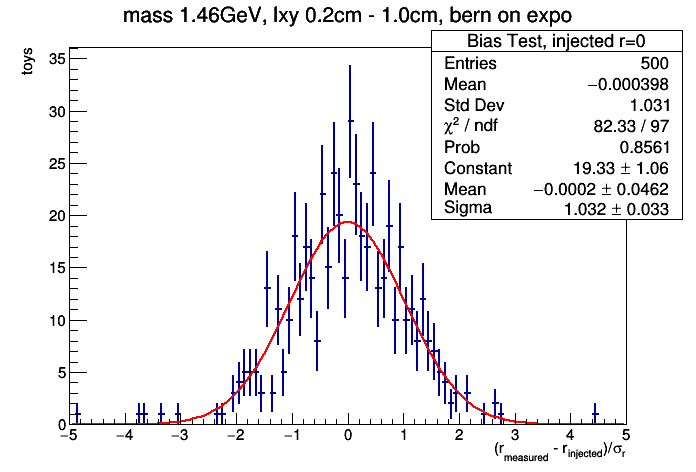 mass 1.46GeV, lxy 0.2cm - 1.0cm, bern on expo
toys
Bias Test, injected r=0
Entries 500
Mean −0.000398
Std Dev 1.031
χ² / ndf 82.33 / 97
Prob 0.8561
Constant 19.33 ± 1.06
Mean −0.0002 ± 0.0462
Sigma 1.032 ± 0.033
35
30
25
20
15
10
5
0
−5 −4 −3 −2 −1 0 1 2 3 4 5
(r_measured - r_injected)/σ_r